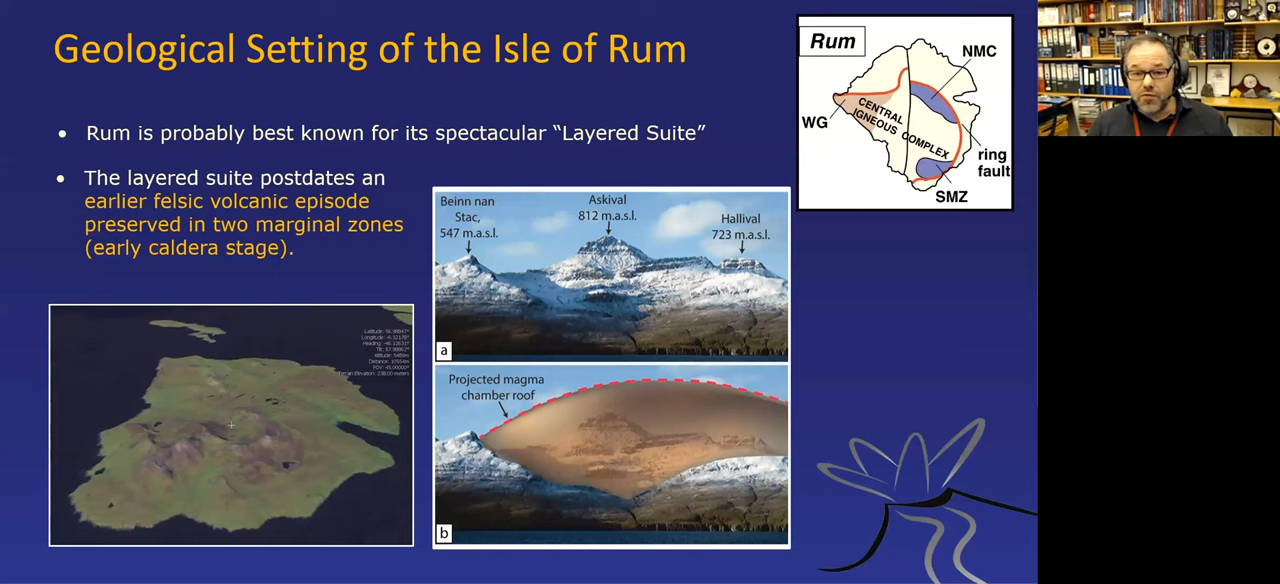 Geological Setting of the Isle of Rum
• Rum is probably best known for its spectacular “Layered Suite”
• The layered suite postdates an
earlier felsic volcanic episode
preserved in two marginal zones
(early caldera stage).
Rum
NMC
WG
CENTRAL
IGNEOUS COMPLEX
ring
fault
SMZ
Beinn nan
Stac,
547 m.a.s.l.
Askival
812 m.a.s.l.
Hallival
723 m.a.s.l.
a
Projected magma
chamber roof
b